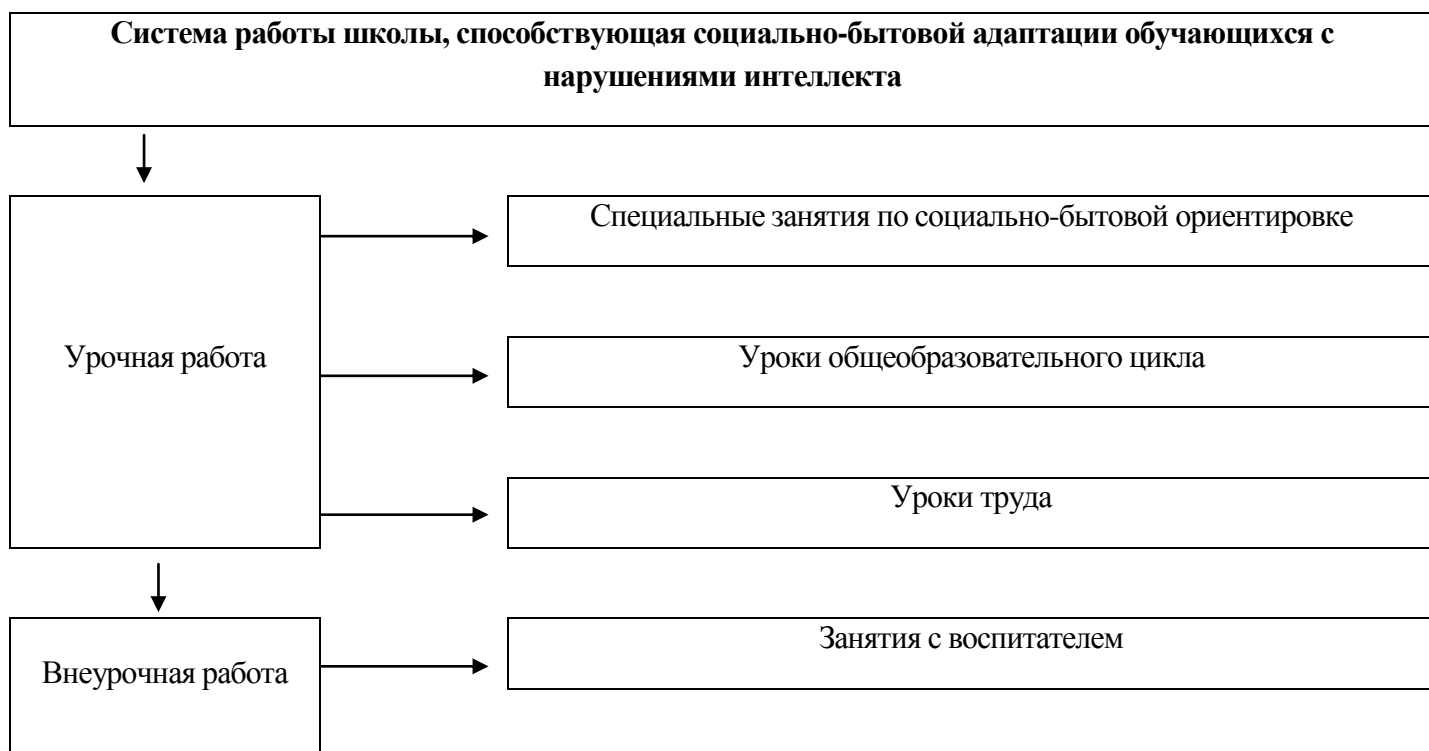 Система работы школы, способствующая социально-бытовой адаптации обучающихся с
нарушениями интеллекта
Специальные занятия по социально-бытовой ориентировке
Урочная работа
Уроки общеобразовательного цикла
Уроки труда
Занятия с воспитателем
Внеурочная работа